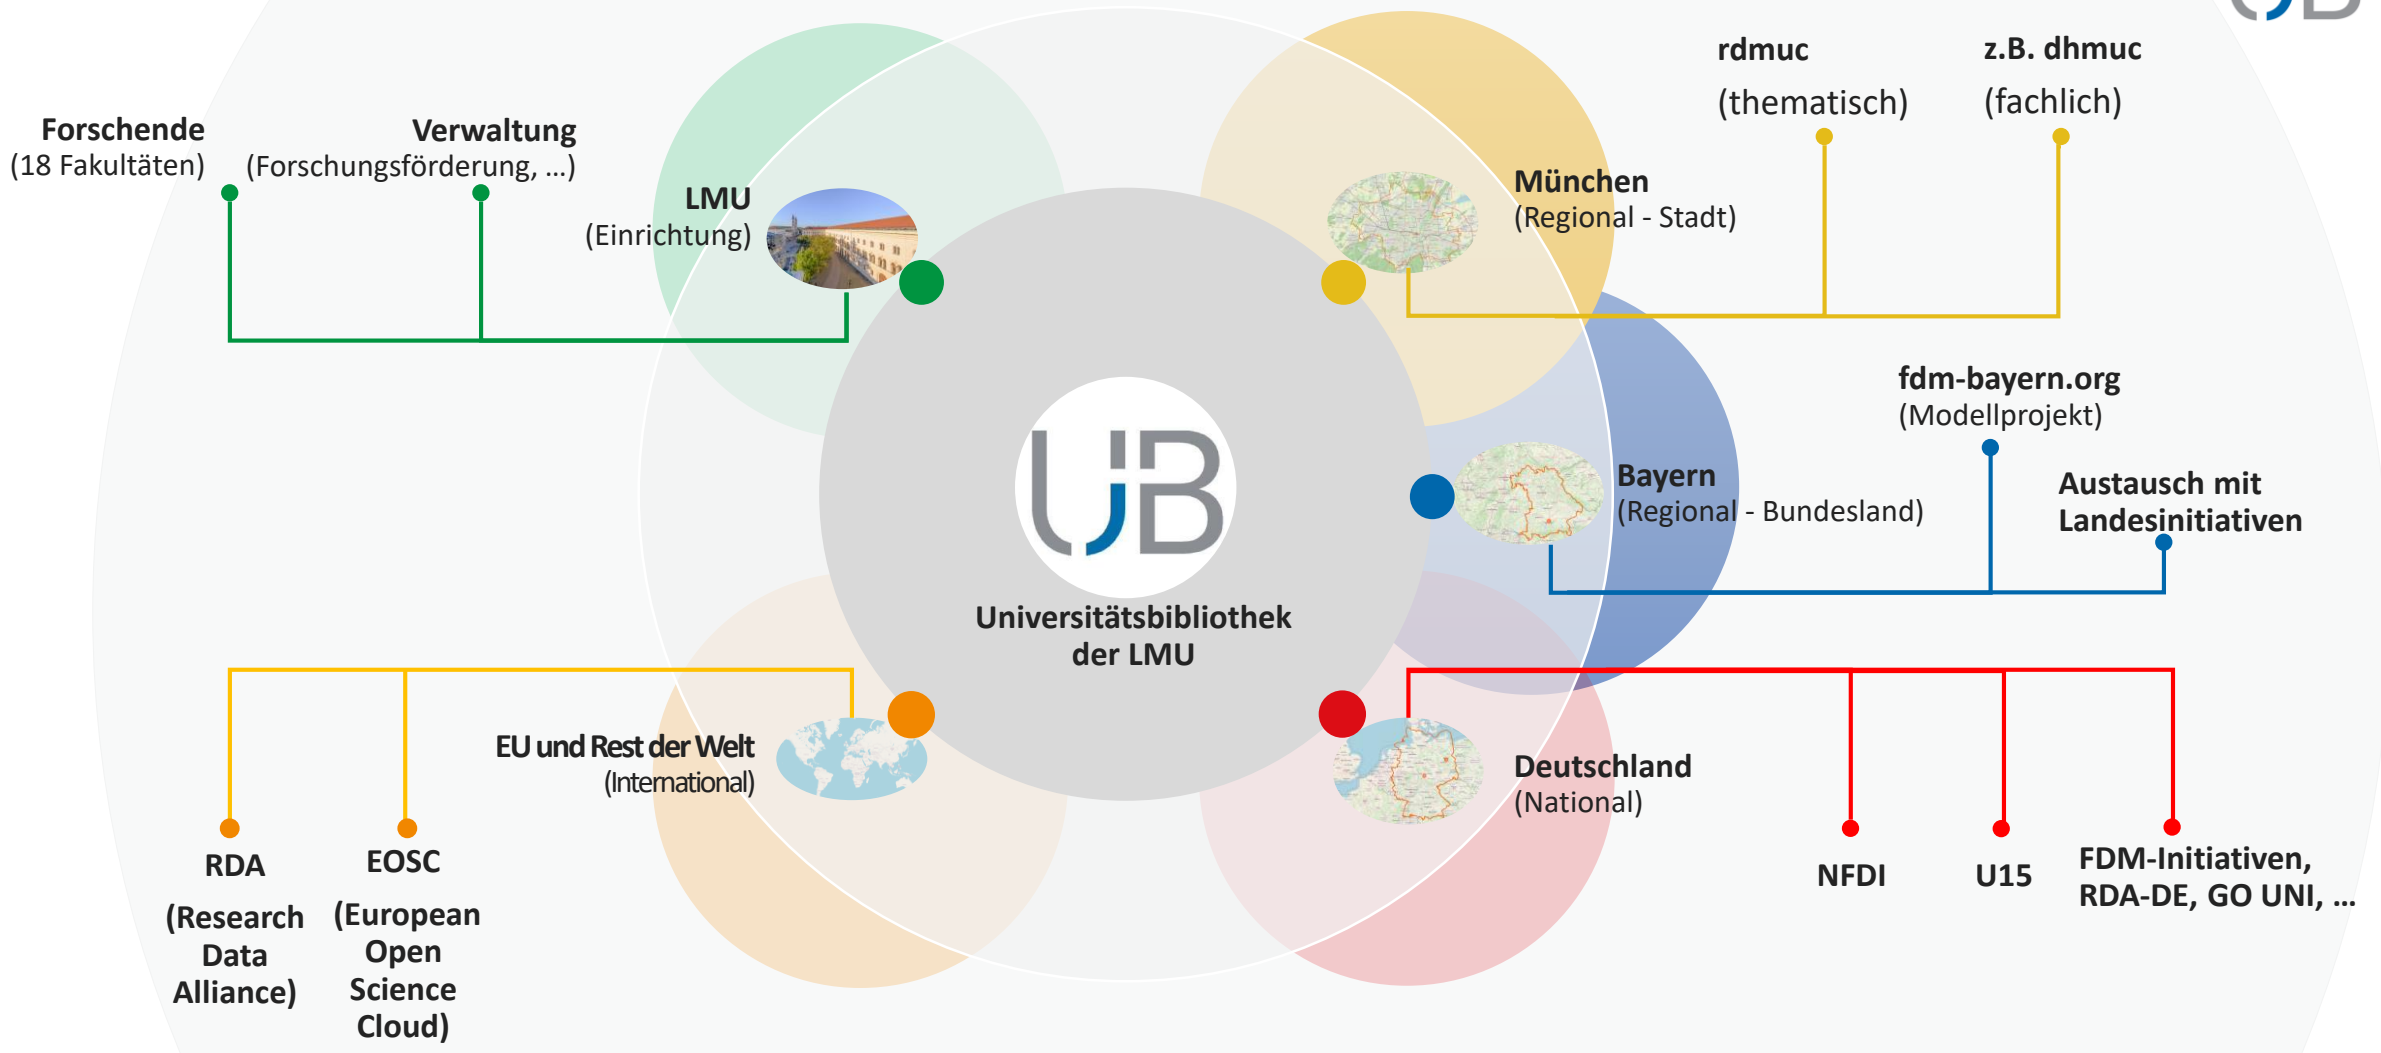 UB
rdmuc
(thematisch)
z.B. dhmuc
(fachlich)
Forschende
(18 Fakultäten)
Verwaltung
(Forschungsförderung, ...)
LMU
(Einrichtung)
München
(Regional - Stadt)
fdm-bayern.org
(Modellprojekt)
Bayern
(Regional - Bundesland)
Austausch mit
Landesinitiativen
UB
Universitätsbibliothek
der LMU
EU und Rest der Welt
(International)
Deutschland
(National)
RDA
(Research
Data
Alliance)
EOSC
(European
Open
Science
Cloud)
NFDI
U15
FDM-Initiativen,
RDA-DE, GO UNI, ...